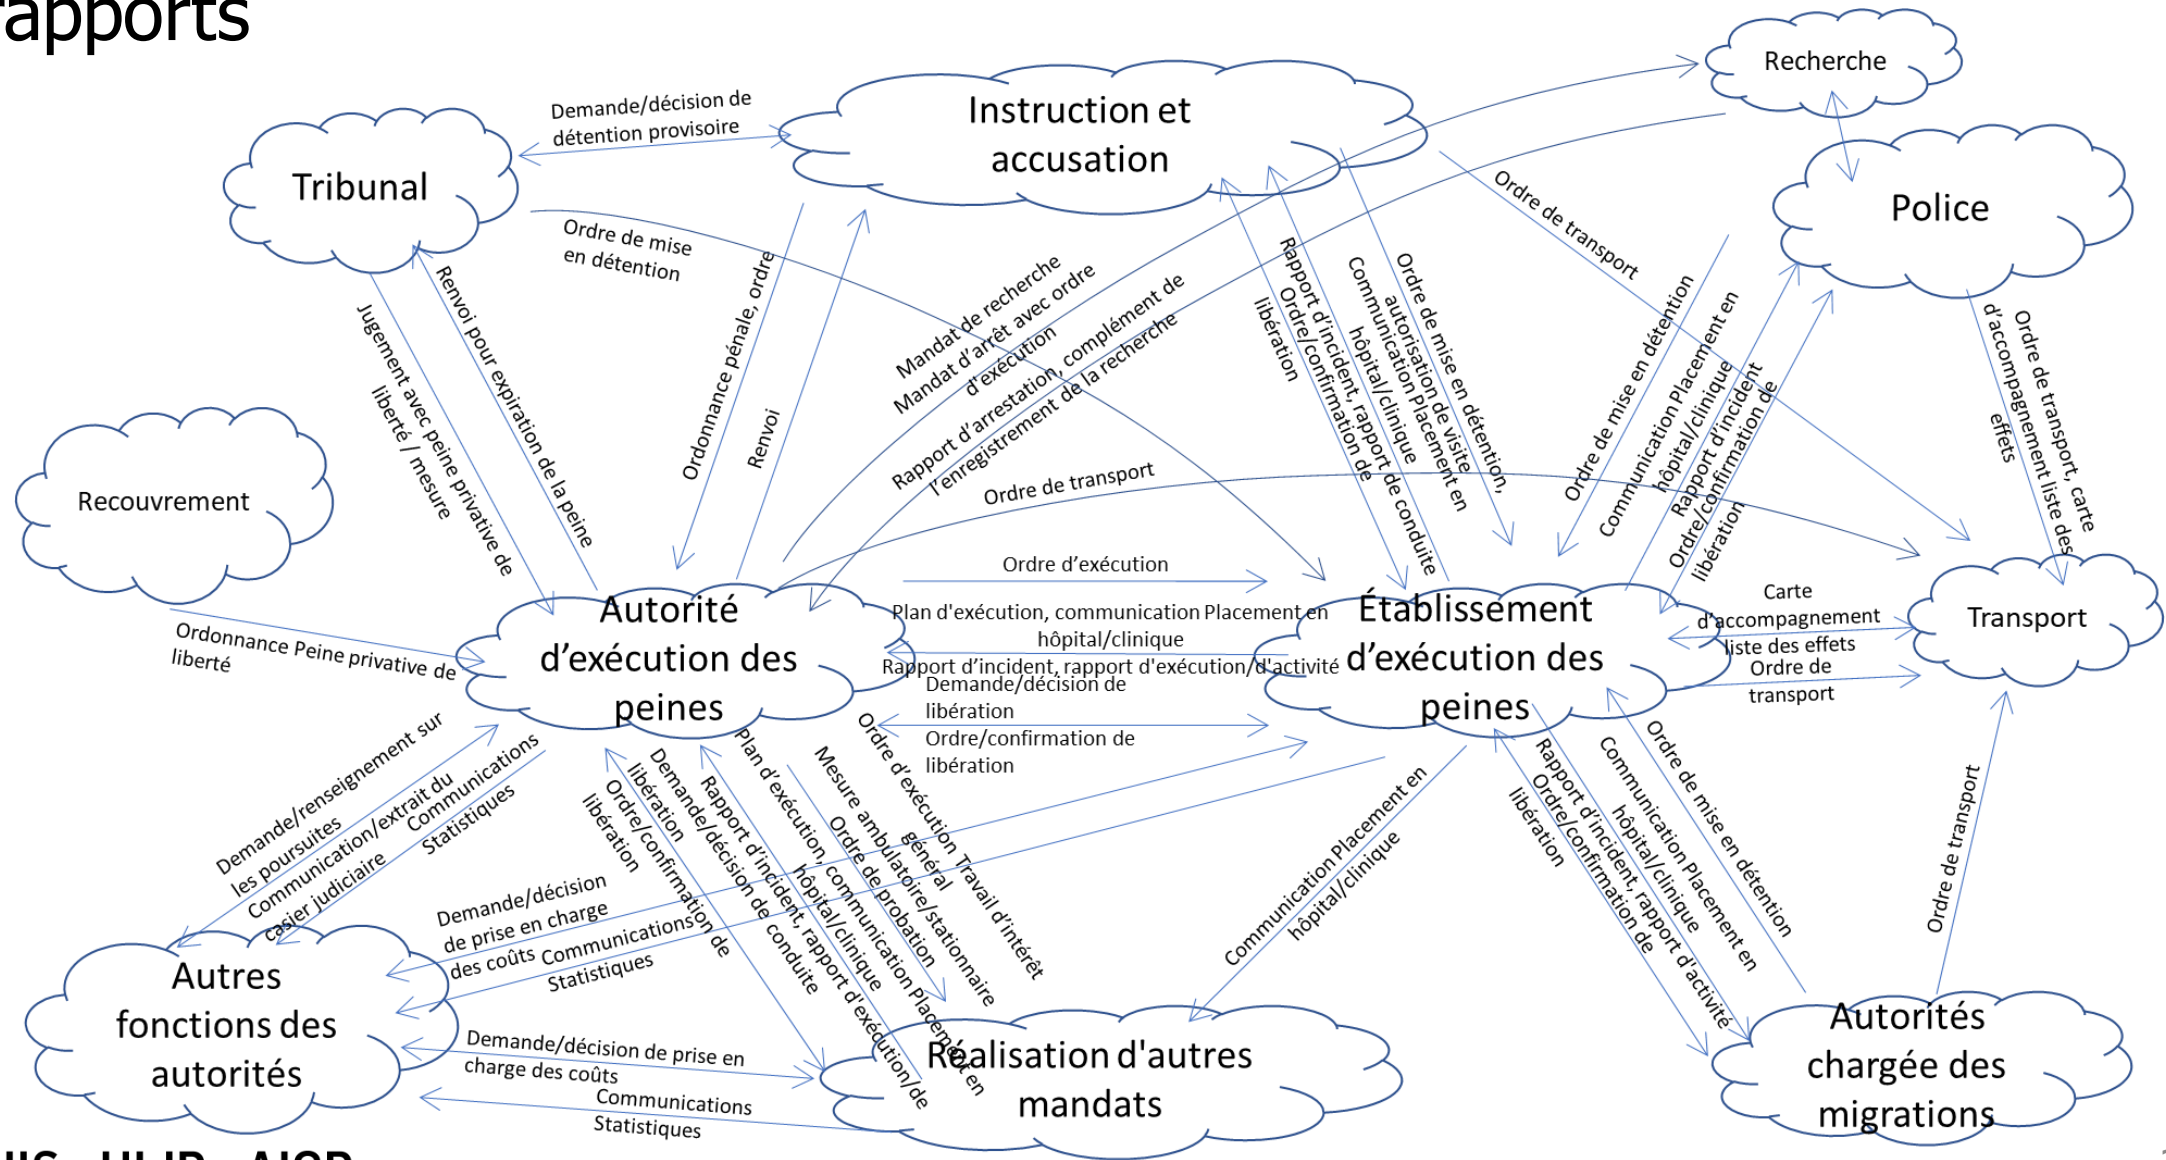 rapports
Recherche
Instruction et
accusation
Demande/décision de
détention provisoire
Tribunal
Police
Ordre de mise
en détention
Ordre de transport
Renvoi pour expiration de la peine
Jugement avec peine privative de
liberté / mesure
Ordonnance pénale, ordre
Renvoi
Mandat de recherche
Mandat d'arrêt avec ordre
d'exécution
Rapport d'arrestation, complément de
l'enregistrement de la recherche
Ordre de transport
Rapport d'incident, rapport de conduite
Ordre/confirmation de
libération
Ordre de mise en détention,
autorisation de visite
Communication Placement en
hôpital/clinique
Ordre de mise en détention
Communication Placement en
hôpital/clinique
Rapport d'incident
Ordre/confirmation de
libération
Ordre de transport, carte
d'accompagnement liste des
effets
Recouvrement
Ordonnance Peine privative de
liberté
Autorité
d'exécution des
peines
Ordre d'exécution
Plan d'exécution, communication Placement en
hôpital/clinique
Rapport d'incident, rapport d'exécution/d'activité
Demande/décision de
libération
Ordre/confirmation de
libération
Établissement
d'exécution des
peines
Carte
d'accompagnement
liste des effets
Ordre de
transport
Transport
Demande/renseignement sur
les poursuites
Communication/extrait du
casier judiciaire
Communications
Statistiques
Ordre/confirmation de
libération
Demande/décision de conduite
libération
Rapport d'incident, rapport d'exécution/de
Plan d'exécution, communication Placement en
hôpital/clinique
Ordre de probation
Mesure ambulatoire/stationnaire
Ordre d'exécution Travail d'intérêt
général
Demande/décision
de prise en charge
des coûts
Communications
Statistiques
Communication Placement en
hôpital/clinique
Rapport d'incident, rapport d'activité
Ordre/confirmation de
libération
Communication Placement en
hôpital/clinique
Ordre de mise en détention
Ordre de transport
Autres
fonctions des
autorités
Demande/décision de prise en
charge des coûts
Communications
Statistiques
Réalisation d'autres
mandats
Autorités
chargée des
migrations